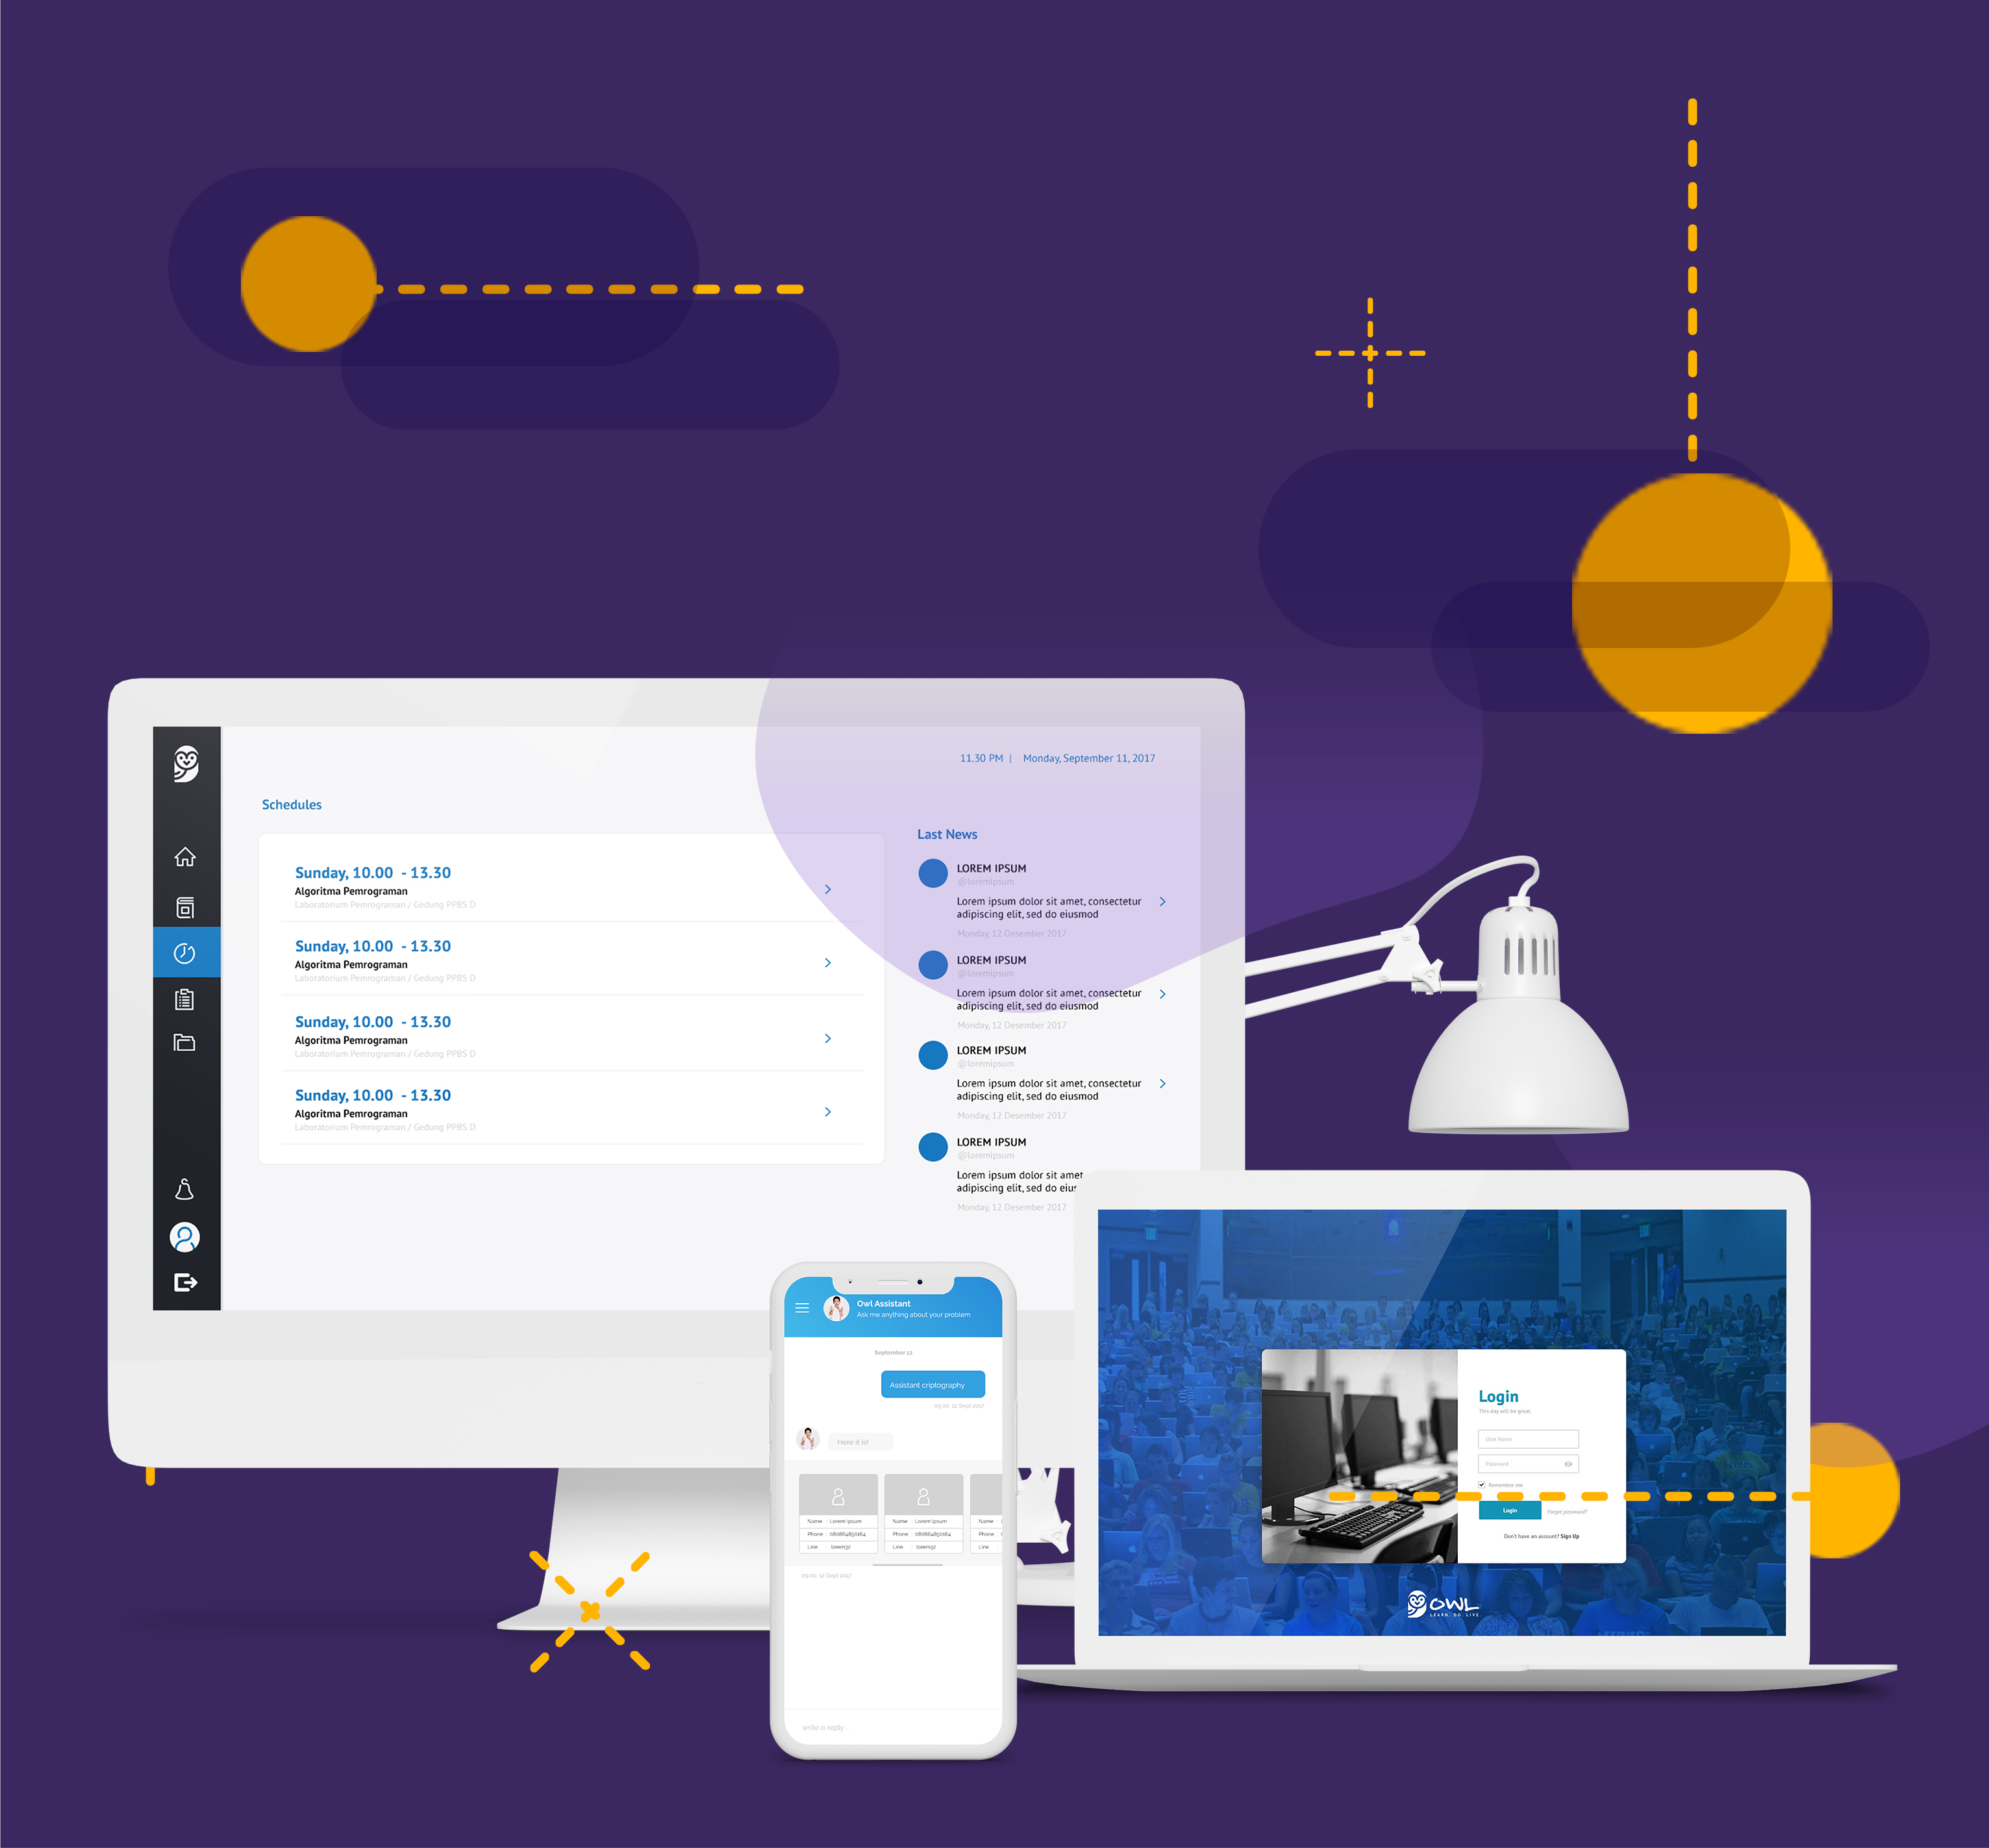 11.30 PM | Monday, September 11, 2017
Schedules
Sunday, 10.00 - 13.30
Algoritma Pemrograman
Laboratorium Pemrograman / Gedung PPBS D
Sunday, 10.00 - 13.30
Algoritma Pemrograman
Laboratorium Pemrograman / Gedung PPBS D
Sunday, 10.00 - 13.30
Algoritma Pemrograman
Laboratorium Pemrograman / Gedung PPBS D
Sunday, 10.00 - 13.30
Algoritma Pemrograman
Laboratorium Pemrograman / Gedung PPBS D
Last News
LOREM IPSUM
@loremipsum
Lorem ipsum dolor sit amet, consectetur
adipiscing elit, sed do eiusmod
Monday, 12 Desember 2017
LOREM IPSUM
@loremipsum
Lorem ipsum dolor sit amet, consectetur
adipiscing elit, sed do eiusmod
Monday, 12 Desember 2017
LOREM IPSUM
@loremipsum
Lorem ipsum dolor sit amet, consectetur
adipiscing elit, sed do eiusmod
Monday, 12 Desember 2017
LOREM IPSUM
@loremipsum
Lorem ipsum dolor sit amet,
adipiscing elit, sed do eius
Monday, 12 Desember 2017
Owl Assistant
Ask me anything about your problem
September 12
Assistant criptography
09:00, 12 Sept 2017
Here it is!
Name : Lorem Ipsum
Phone : 080864850164
Line : lorem32
Name : Lorem Ipsum
Phone : 080864850164
Line : lorem32
Name :
Phone :
Line :
09:00, 12 Sept 2017
write a reply...
Login
This day will be great.
User Name
Password
Remember me
Login
Forget password?
Don't have an account? Sign Up
OWL
LEARN. DO. LIVE.